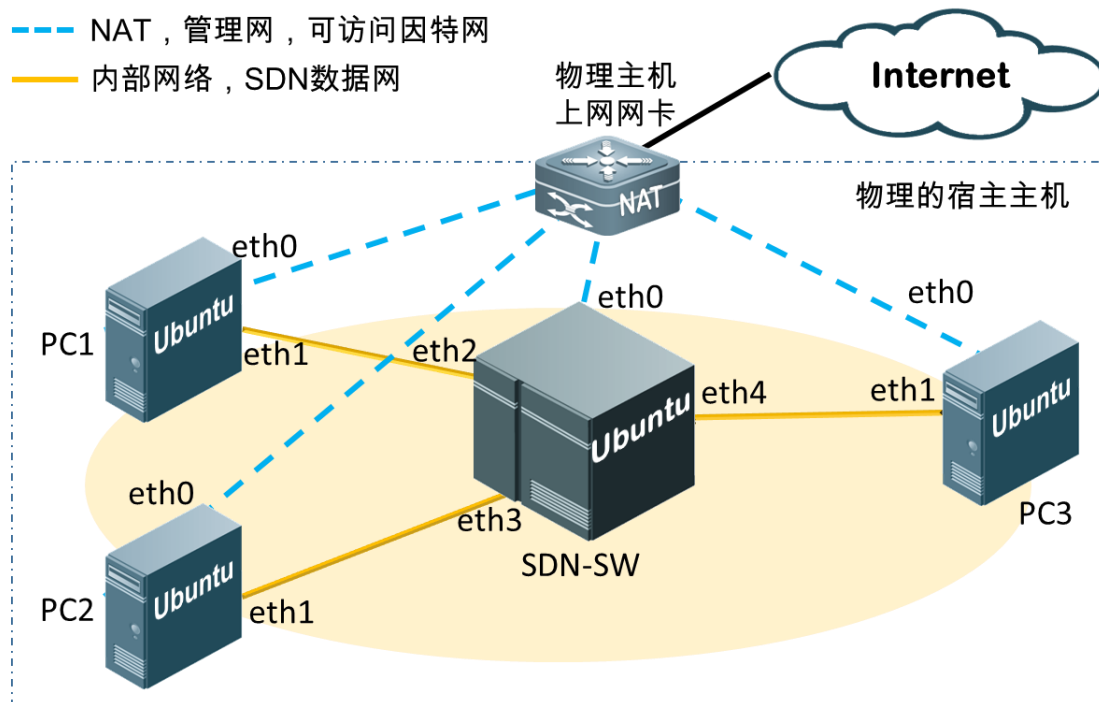 NAT，管理网，可访问因特网
内部网络，SDN数据网
物理主机
上网网卡
Internet
NAT
物理的宿主主机
eth0
Ubuntu
PC1
eth1
eth2
eth0
Ubuntu
eth4
eth1
eth0
Ubuntu
PC3
eth0
Ubuntu
PC2
eth1
eth3
SDN-SW